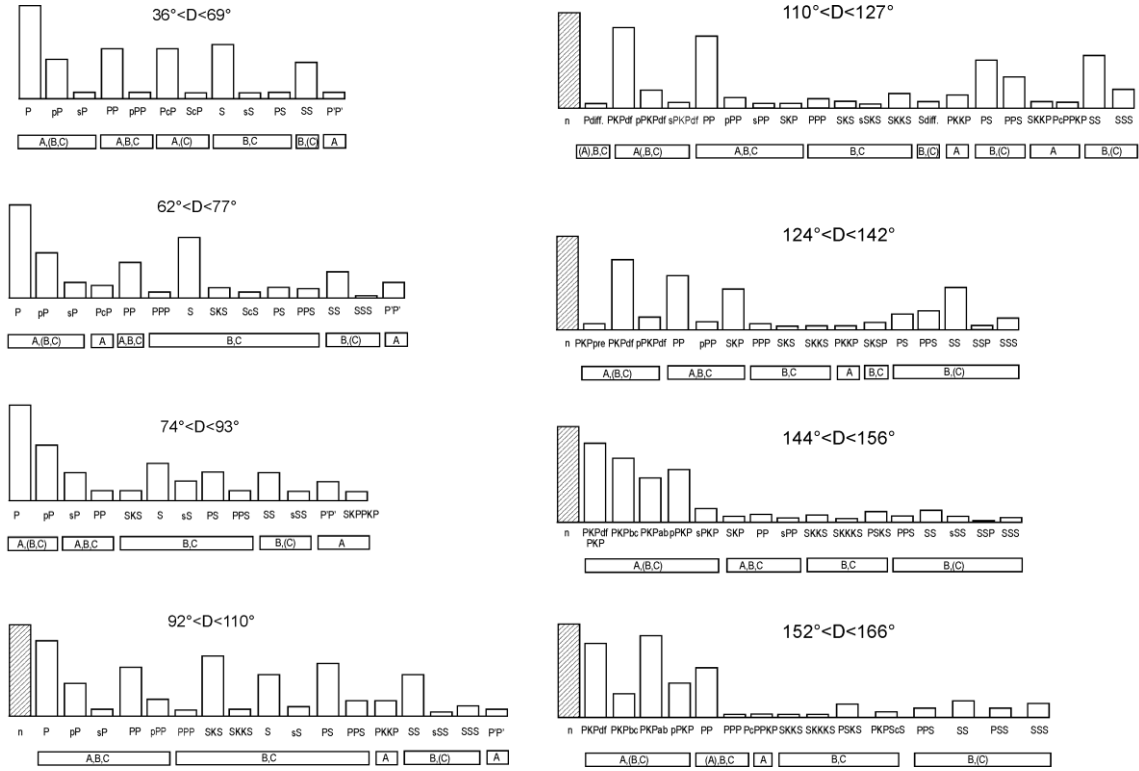 36°<D<69°
P pP sP PP pPP PcP ScP S sS PS SS P'P'
A,(B,C) A,B,C A,(C) B,C B,(C) A
62°<D<77°
P pP sP PcP PP PPP S SKS ScS PS PPS SS SSS P'P'
A,(B,C) A A,B,C B,C B,(C) A
74°<D<93°
P pP sP PP SKS S sS PS PPS SS sSS P'P' SKPPKP
A,(B,C) A,B,C B,C B,(C) A
92°<D<110°
n P pP sP PP pPP PPP SKS SKKS S sS PS PPS PKKP SS sSS SSS P'P'
A,B,C B,C A B,(C) A
110°<D<127°
n Pdiff. PKPdf pPKPdf sPKPdf PP pPP sPP SKP PPP SKS sSKS SKKS Sdiff. PKKP PS PPS SKKP PcPPKP SS SSS
(A),B,C A(,B,C) A,B,C B,C B,(C) A B,(C) A B,(C)
124°<D<142°
n PKPpre PKPdf pPKPdf PP pPP SKP PPP SKS SKKS PKKP SKSP PS PPS SS SSP SSS
A,(B,C) A,B,C B,C A B,C B,(C)
144°<D<156°
n PKPdf PKPbc PKPab pPKP sPKP SKP PP sPP SKKS SKKKS PSKS PPS SS sSS SSP SSS
PKP
A,(B,C) A,B,C B,C B,(C)
152°<D<166°
n PKPdf PKPbc PKPab pPKP PP PPP PcPPKP SKKS SKKKS PSKS PKPScS PPS SS PSS SSS
A,(B,C) (A),B,C A B,C B,(C)